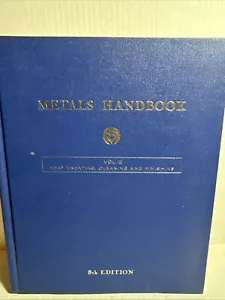 METALS HANDBOOK
VOL. 2
HEAT TREATING, CLEANING AND FINISHING
8th EDITION